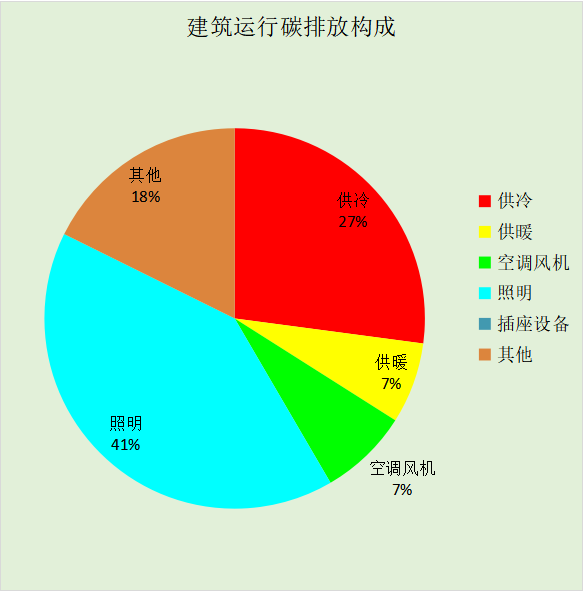 建筑运行碳排放构成
其他
18%
供冷
27%
供暖
7%
照明
41%
空调风机
7%
供冷
供暖
空调风机
照明
插座设备
其他